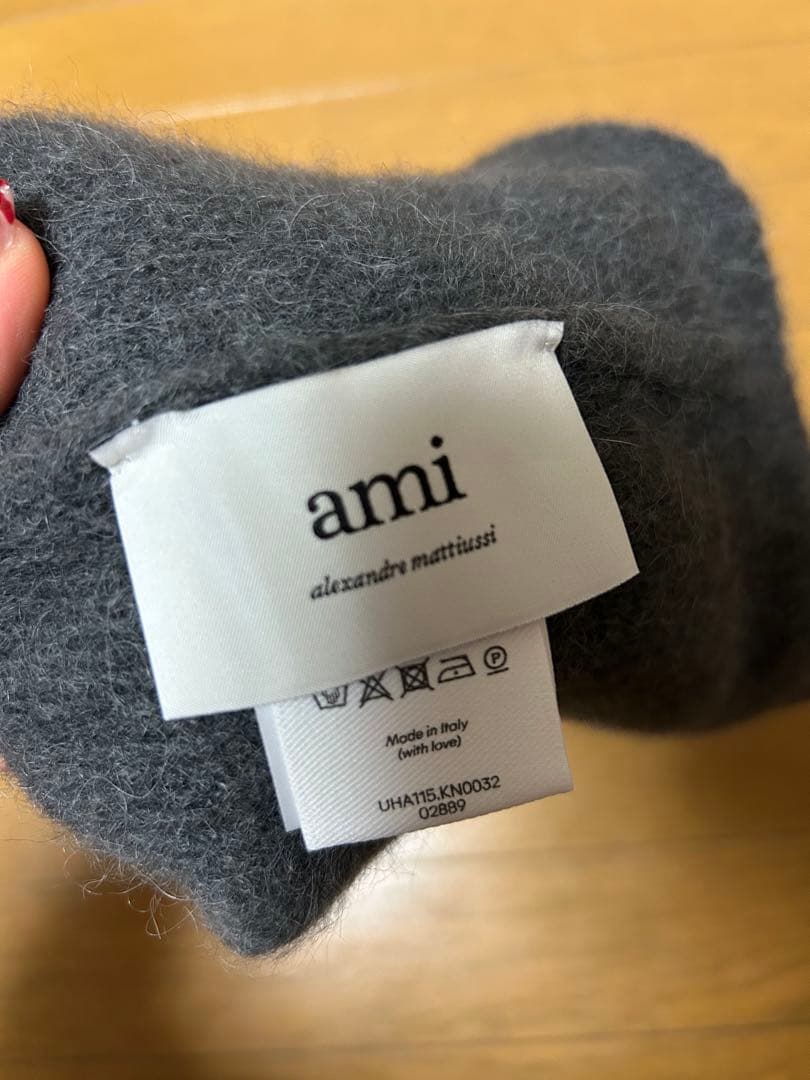 ami
alexandre mattiussi
P
Made in Italy
(with love)
UHA115.KN0032
02889